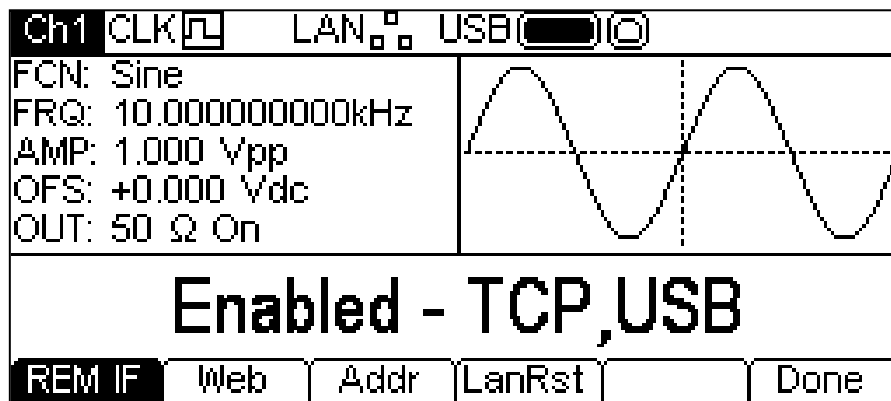 Ch1 CLK LAN USB
FCN: Sine
FRQ: 10.000000000kHz
AMP: 1.000 Vpp
OFS: +0.000 Vdc
OUT: 50 Ω On
Enabled - TCP,USB
REM IF Web Addr LanRst Done